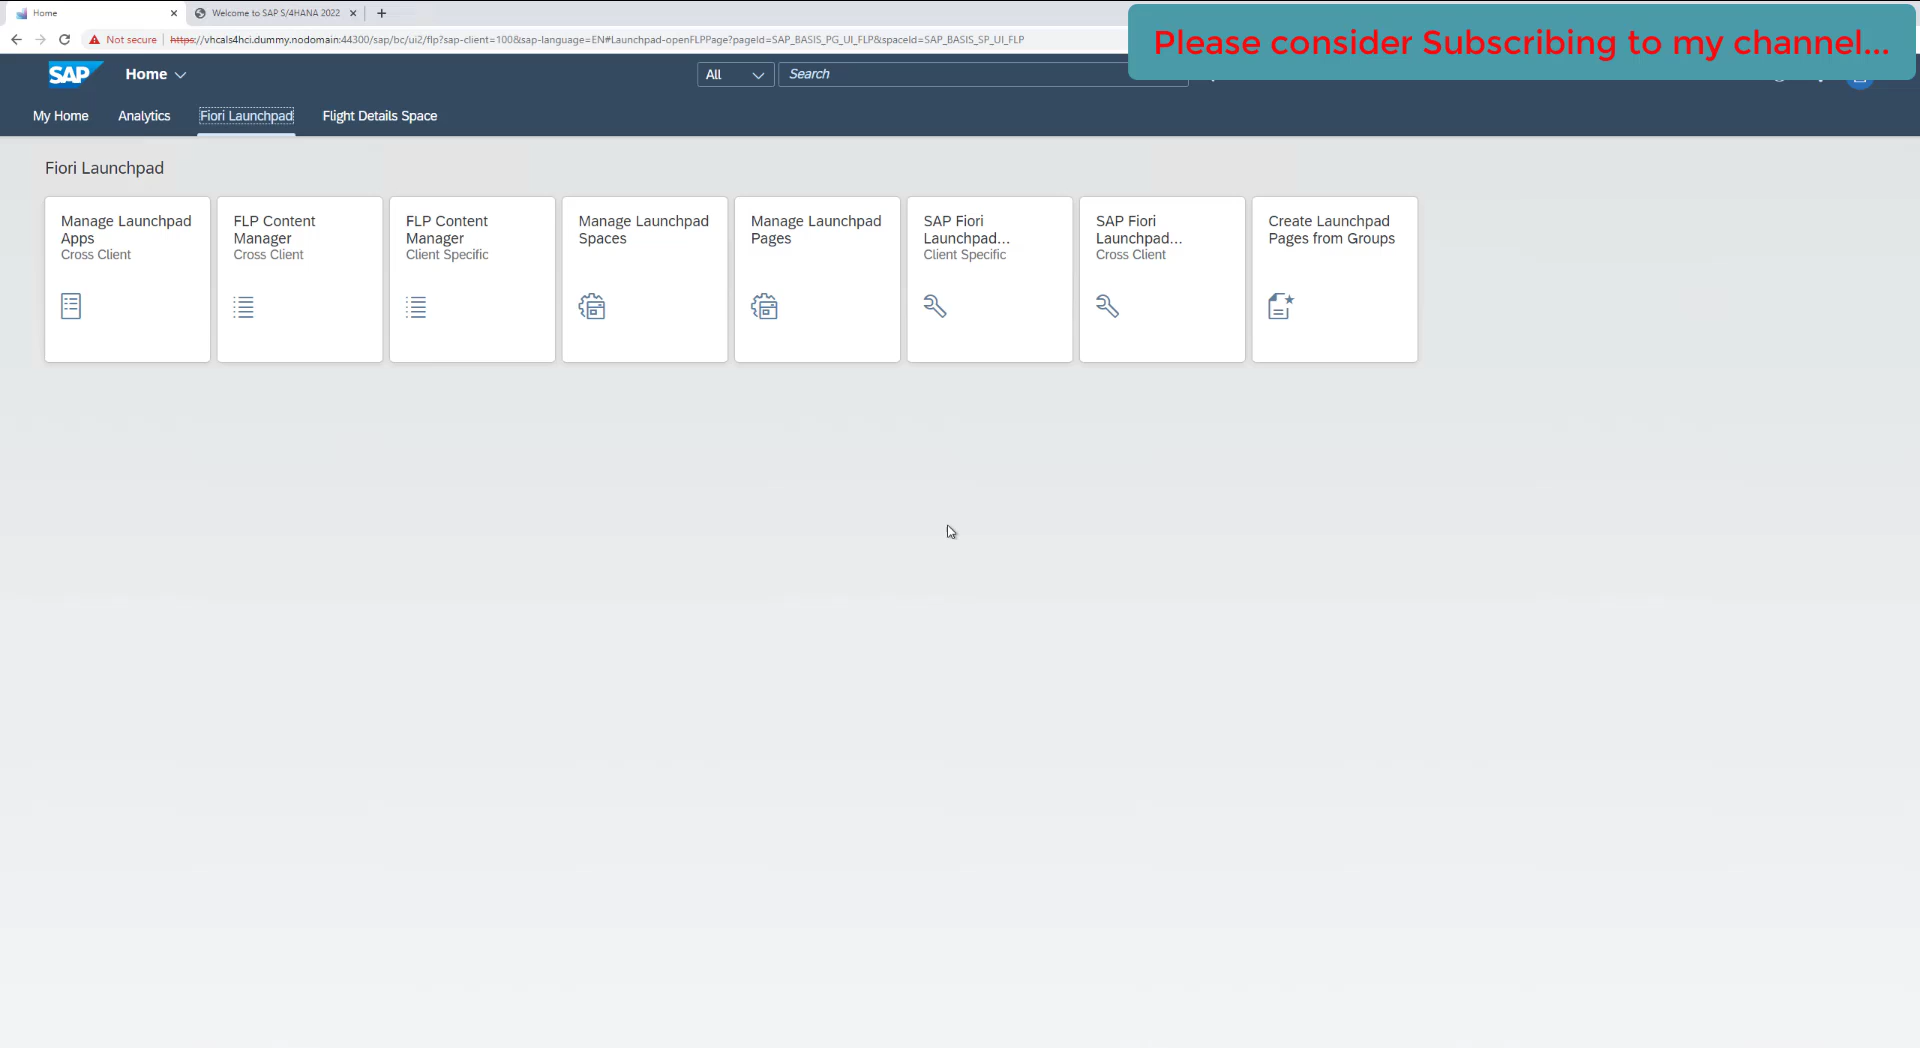 Home
Welcome to SAP S/4HANA 2022
Please consider Subscribing to my channel...
Not secure
https://vhcals4hci.dummy.nodomain:44300/sap/bc/ui2/flp?sap-client=100&sap-language=EN#Launchpad-openFLPPage?pageId=SAP_BASIS_PG_UI_FLP&spaceId=SAP_BASIS_SP_UI_FLP
SAP
Home
All
Search
My Home
Analytics
Fiori Launchpad
Flight Details Space
Fiori Launchpad
Manage Launchpad
Apps
Cross Client
FLP Content
Manager
Cross Client
FLP Content
Manager
Client Specific
Manage Launchpad
Spaces
Manage Launchpad
Pages
SAP Fiori
Launchpad...
Client Specific
SAP Fiori
Launchpad...
Cross Client
Create Launchpad
Pages from Groups